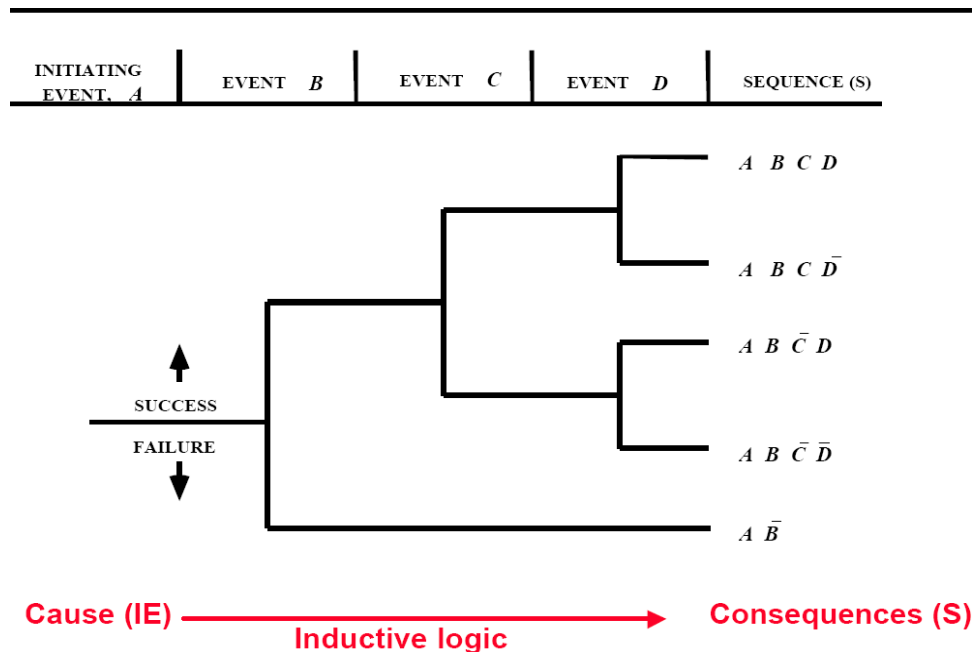 INITIATING
EVENT, A
EVENT B
EVENT C
EVENT D
SEQUENCE (S)
A B C D
A B C D̅
A B C̅ D
SUCCESS
FAILURE
A B C̅ D̅
A B̅
Cause (IE)
Inductive logic
Consequences (S)